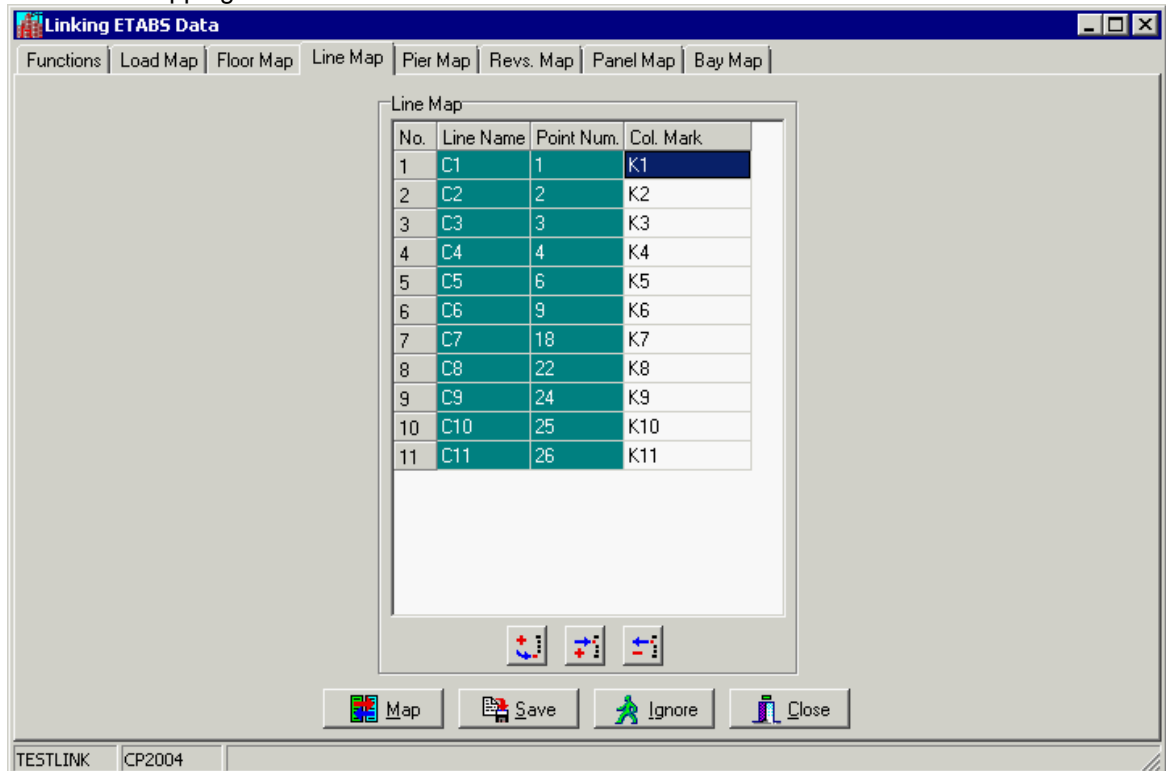 Linking ETABS Data
Functions Load Map Floor Map Line Map Pier Map Revs. Map Panel Map Bay Map
Line Map
No. Line Name Point Num. Col. Mark
1 C1 1 K1
2 C2 2 K2
3 C3 3 K3
4 C4 4 K4
5 C5 6 K5
6 C6 9 K6
7 C7 18 K7
8 C8 22 K8
9 C9 24 K9
10 C10 25 K10
11 C11 26 K11
Map Save Ignore Close
TESTLINK CP2004